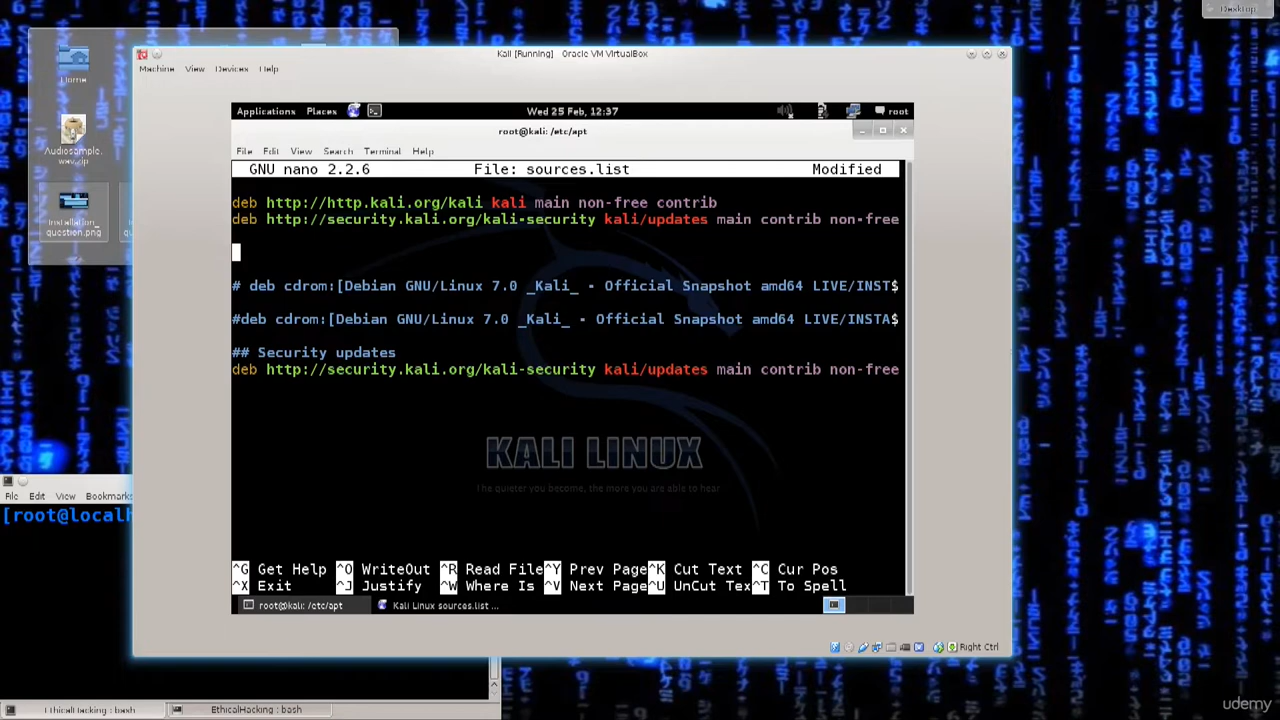 Desktop
Home
Audiosample.
wav.zip
Installation_
question.png
Kali [Running] Oracle VM VirtualBox
Machine View Devices Help
Applications Places Wed 25 Feb, 12:37 root
root@kali: /etc/apt
File Edit View Search Terminal Help
GNU nano 2.2.6 File: sources.list Modified
deb http://http.kali.org/kali kali main non-free contrib
deb http://security.kali.org/kali-security kali/updates main contrib non-free
# deb cdrom:[Debian GNU/Linux 7.0 _Kali_ - Official Snapshot amd64 LIVE/INST$
#deb cdrom:[Debian GNU/Linux 7.0 _Kali_ - Official Snapshot amd64 LIVE/INSTA$
## Security updates
deb http://security.kali.org/kali-security kali/updates main contrib non-free
KALI LINUX
The quieter you become, the more you are able to hear
^G Get Help ^O WriteOut ^R Read File ^Y Prev Page ^K Cut Text ^C Cur Pos
^X Exit ^J Justify ^W Where Is ^V Next Page ^U UnCut Tex ^T To Spell
root@kali: /etc/apt Kali Linux sources.list ...
Right Ctrl
File Edit View Bookmarks
[root@localh
EthicalHacking : bash EthicalHacking : bash
udemy